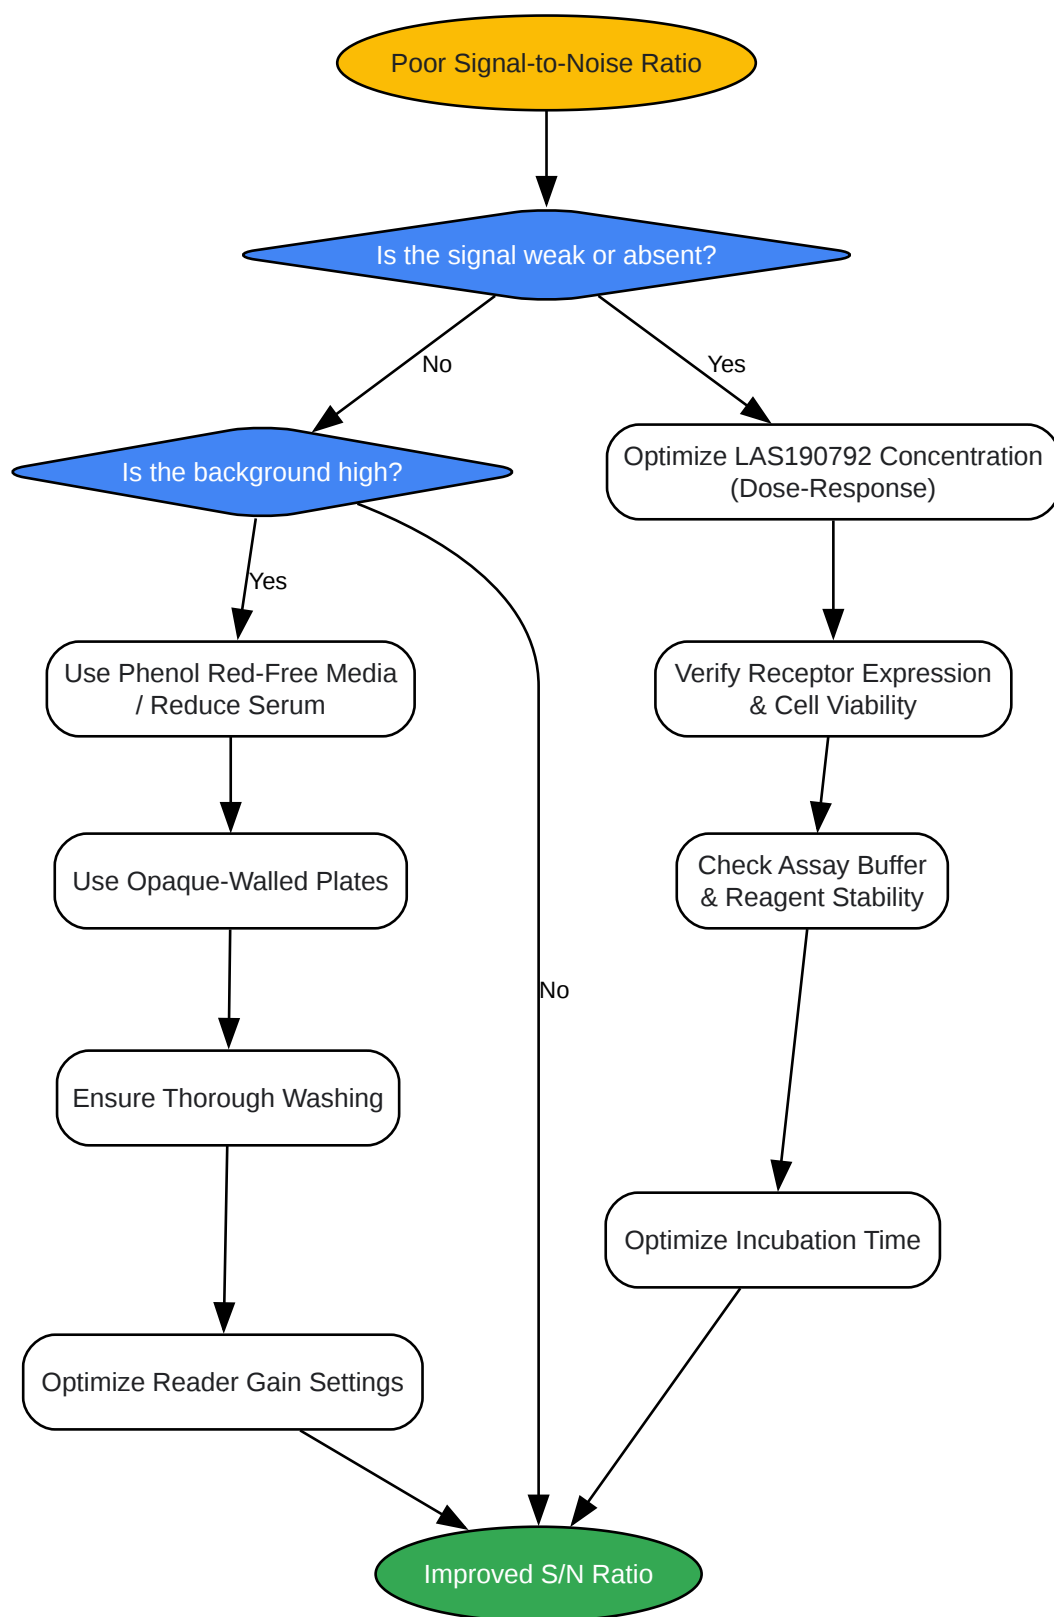 Poor Signal-to-Noise Ratio
Is the signal weak or absent?
No
Yes
Is the background high?
Optimize LAS190792 Concentration
(Dose-Response)
Yes
Use Phenol Red-Free Media
/ Reduce Serum
Verify Receptor Expression
& Cell Viability
Use Opaque-Walled Plates
Check Assay Buffer
& Reagent Stability
No
Ensure Thorough Washing
Optimize Incubation Time
Optimize Reader Gain Settings
Improved S/N Ratio